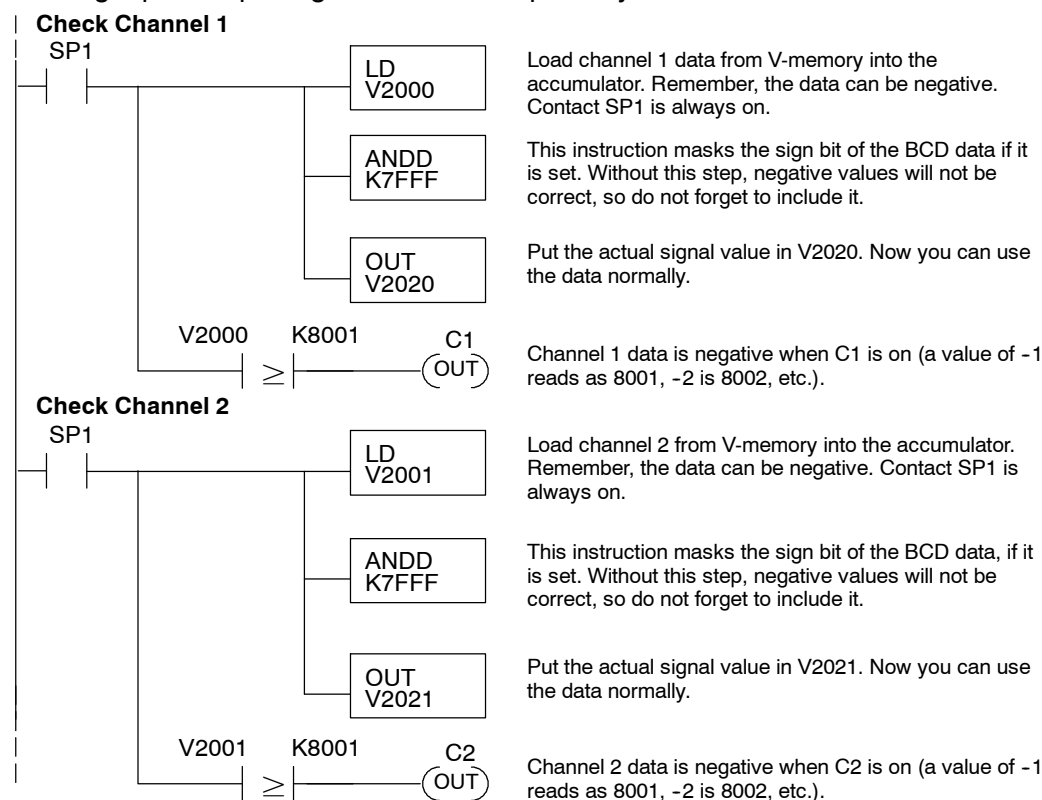 Check Channel 1
SP1
LD
V2000
Load channel 1 data from V-memory into the
accumulator. Remember, the data can be negative.
Contact SP1 is always on.
ANDD
K7FFF
This instruction masks the sign bit of the BCD data if it
is set. Without this step, negative values will not be
correct, so do not forget to include it.
OUT
V2020
Put the actual signal value in V2020. Now you can use
the data normally.
V2000 K8001 C1
≥ OUT
Channel 1 data is negative when C1 is on (a value of -1
reads as 8001, -2 is 8002, etc.).
Check Channel 2
SP1
LD
V2001
Load channel 2 from V-memory into the accumulator.
Remember, the data can be negative. Contact SP1 is
always on.
ANDD
K7FFF
This instruction masks the sign bit of the BCD data, if it
is set. Without this step, negative values will not be
correct, so do not forget to include it.
OUT
V2021
Put the actual signal value in V2021. Now you can use
the data normally.
V2001 K8001 C2
≥ OUT
Channel 2 data is negative when C2 is on (a value of -1
reads as 8001, -2 is 8002, etc.).